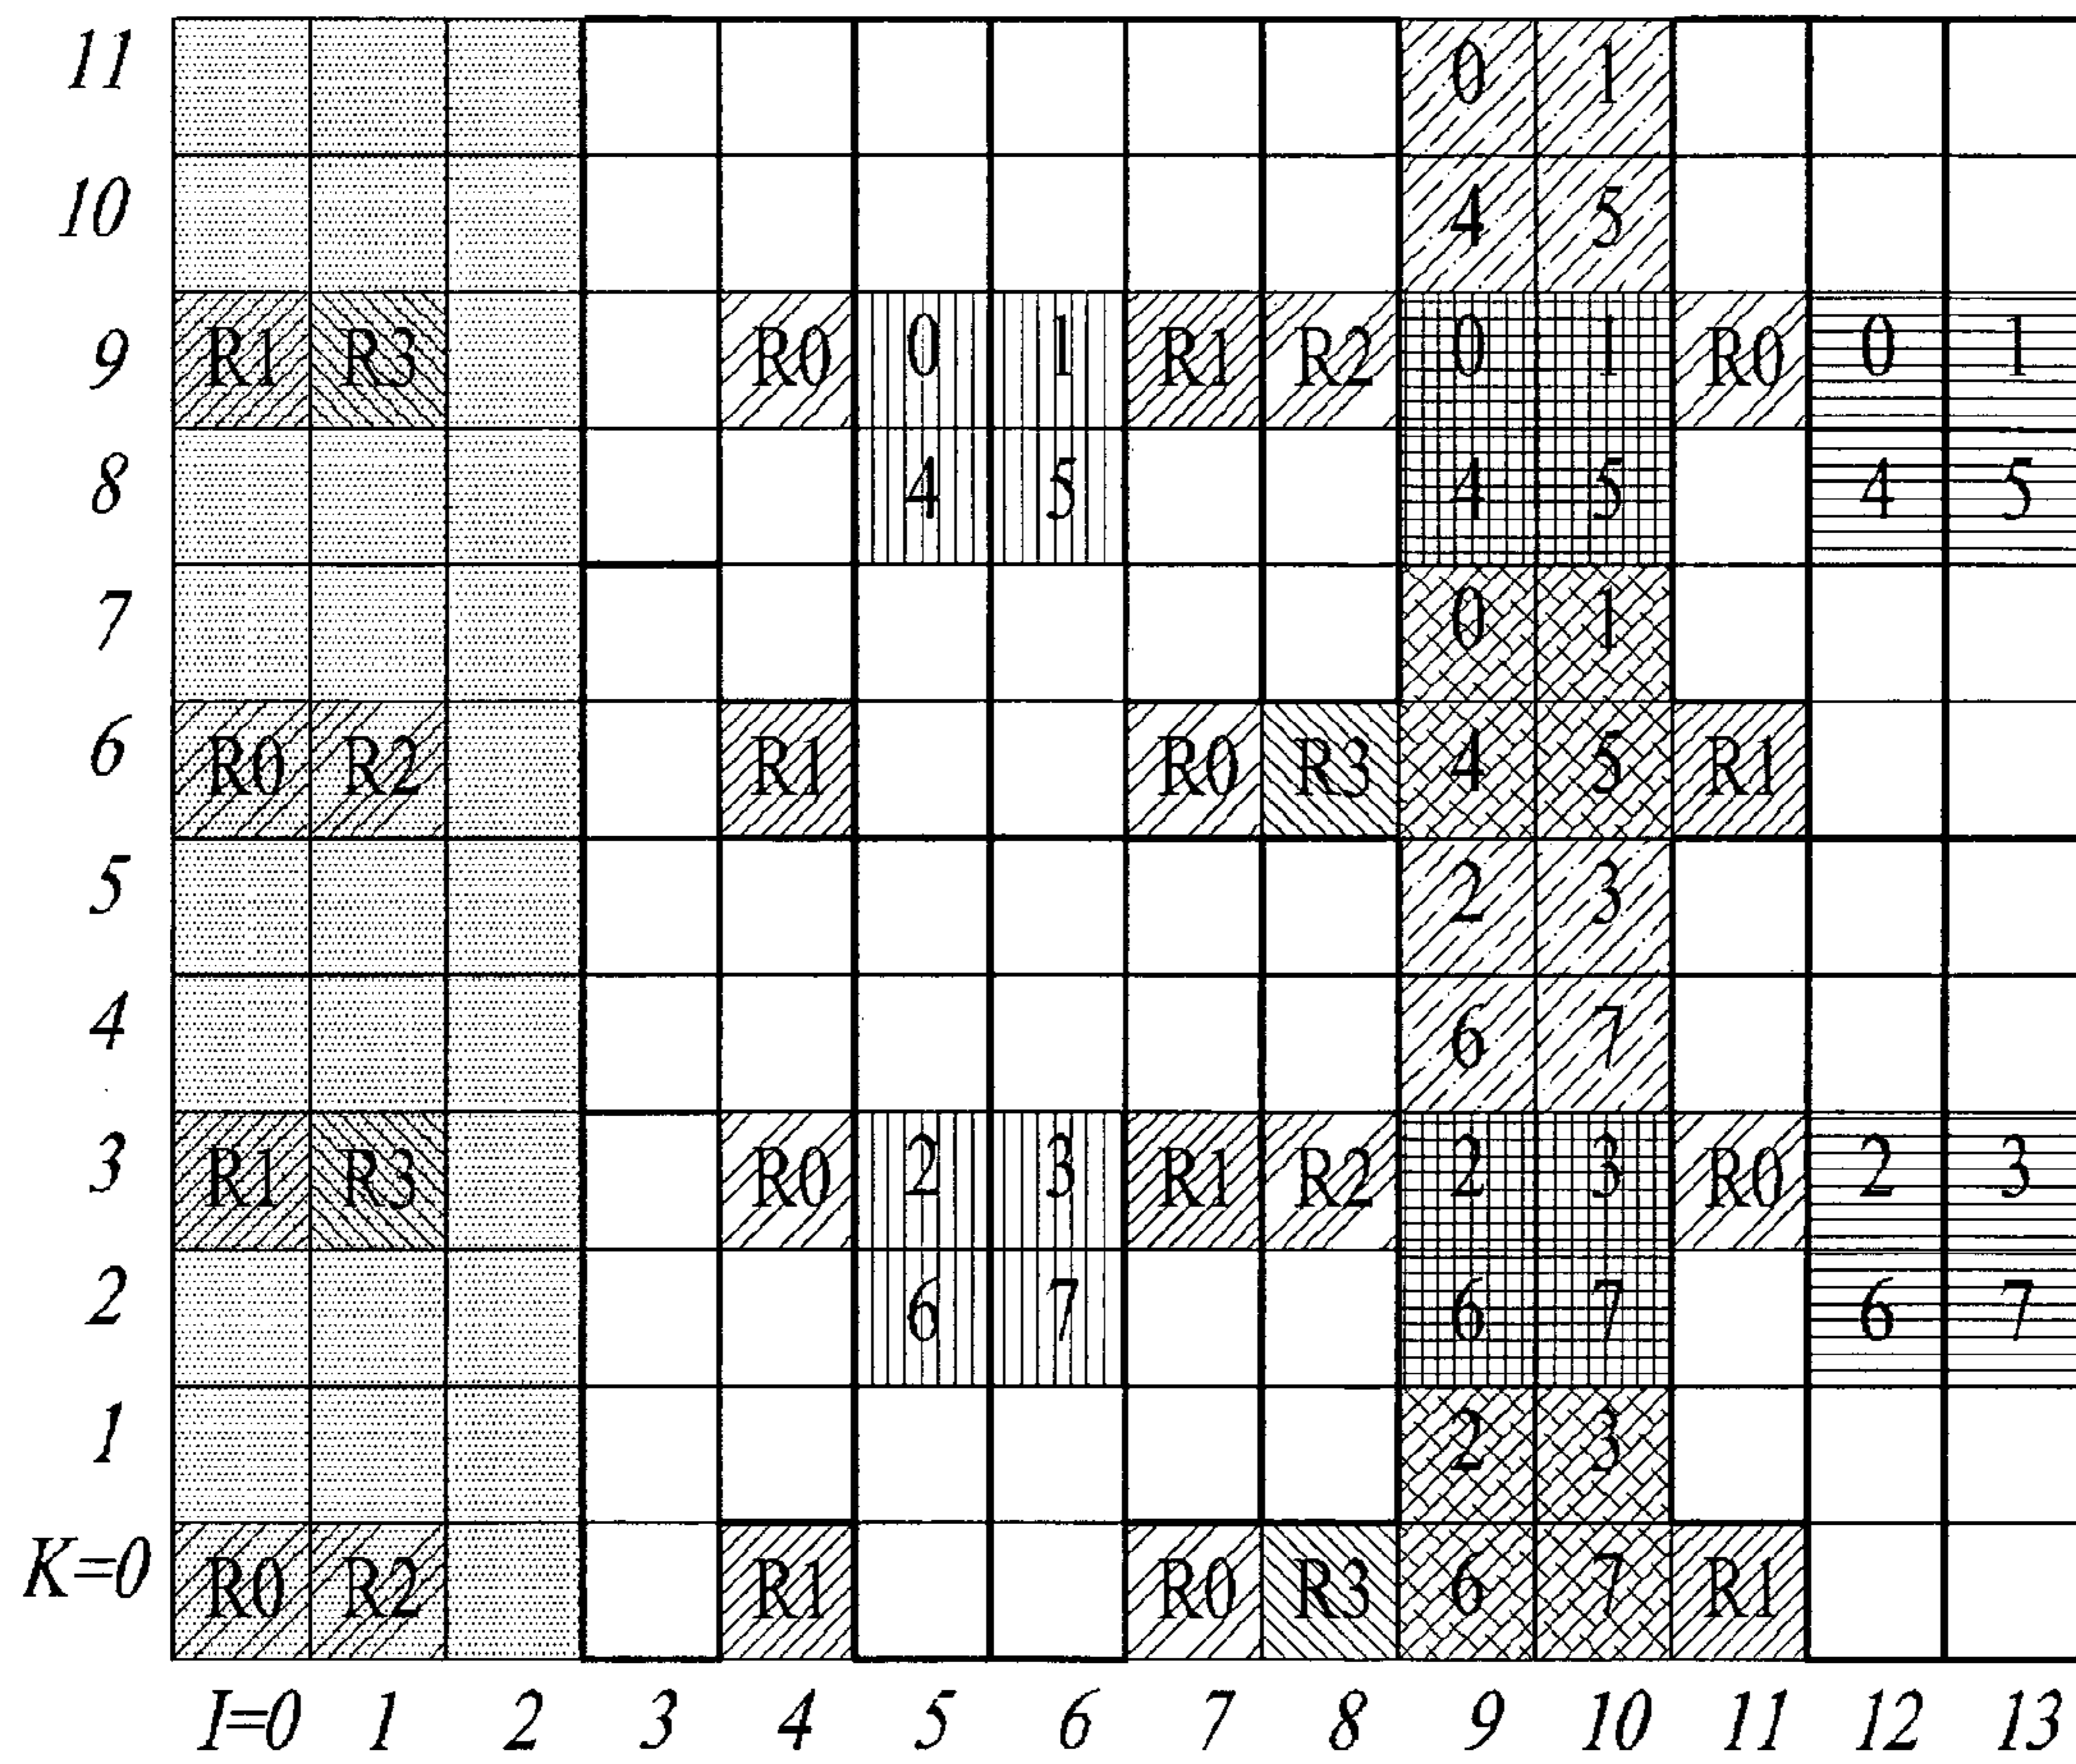 11 0 1
10 4 5
9 R1 R3 R0 0 1 R1 R2 0 1 R0 0 1
8 4 5 4 5 4 5
7 0 1
6 R0 R2 R1 R0 R3 4 5 R1
5 2 3
4 6 7
3 R1 R3 R0 2 3 R1 R2 2 3 R0 2 3
2 6 7 6 7 6 7
1 2 3
K=0 R0 R2 R1 R0 R3 6 7 R1
I=0 1 2 3 4 5 6 7 8 9 10 11 12 13